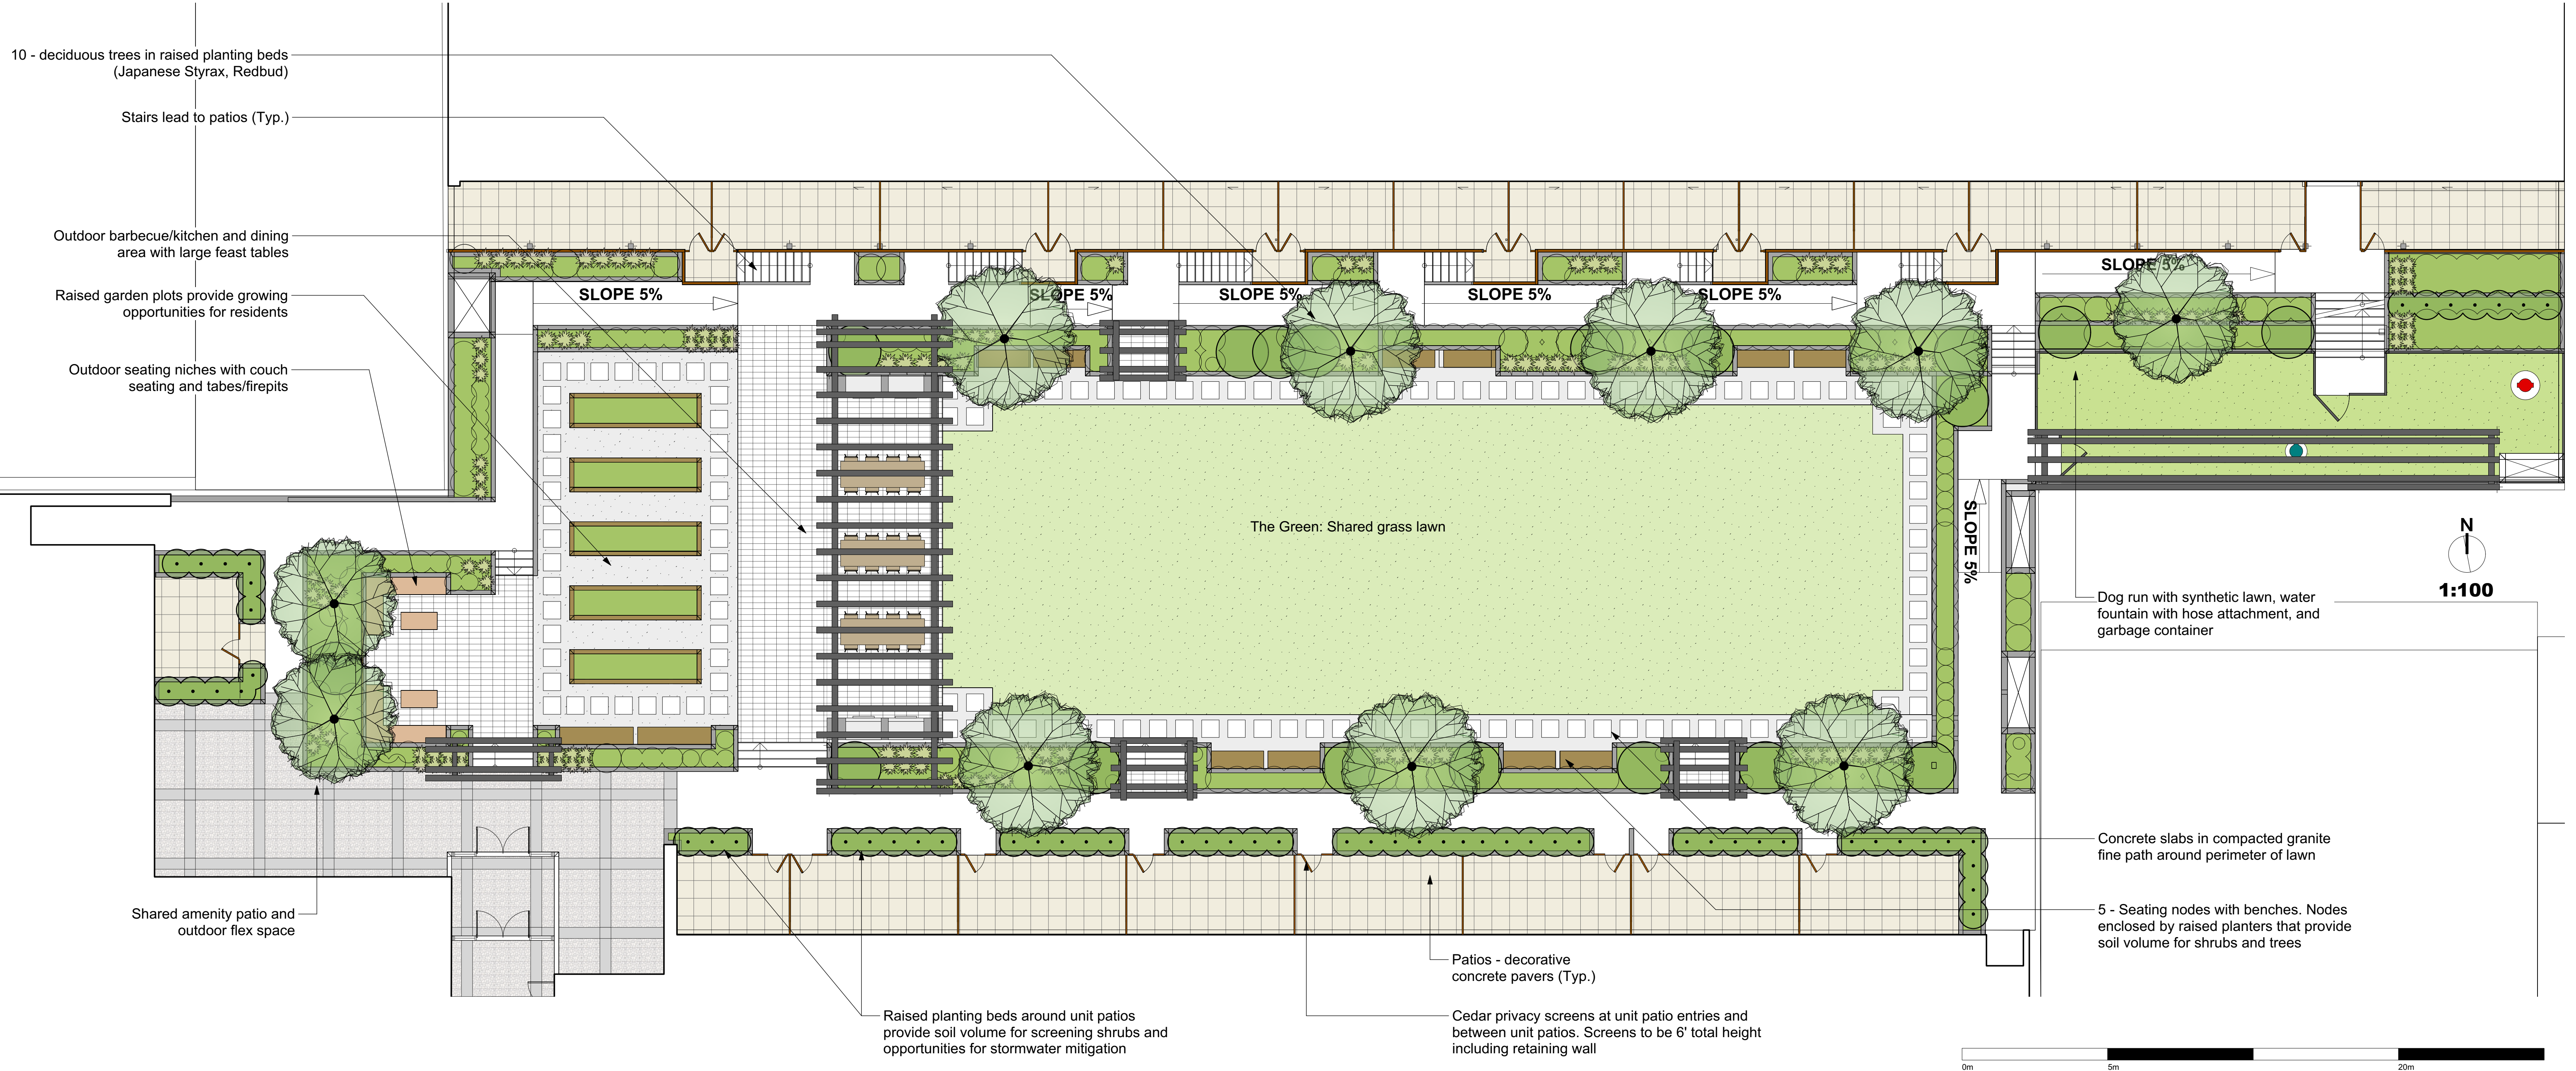 10 - deciduous trees in raised planting beds
(Japanese Styrax, Redbud)
Stairs lead to patios (Typ.)
Outdoor barbecue/kitchen and dining
area with large feast tables
Raised garden plots provide growing
opportunities for residents
Outdoor seating niches with couch
seating and tabes/firepits
SLOPE 5%
SLOPE 5%
SLOPE 5%
SLOPE 5%
SLOPE 5%
SLOPE 5%
The Green: Shared grass lawn
SLOPE 5%
N
1:100
Dog run with synthetic lawn, water
fountain with hose attachment, and
garbage container
Concrete slabs in compacted granite
fine path around perimeter of lawn
5 - Seating nodes with benches. Nodes
enclosed by raised planters that provide
soil volume for shrubs and trees
Shared amenity patio and
outdoor flex space
Patios - decorative
concrete pavers (Typ.)
Raised planting beds around unit patios
provide soil volume for screening shrubs and
opportunities for stormwater mitigation
Cedar privacy screens at unit patio entries and
between unit patios. Screens to be 6' total height
including retaining wall
0m 5m 20m